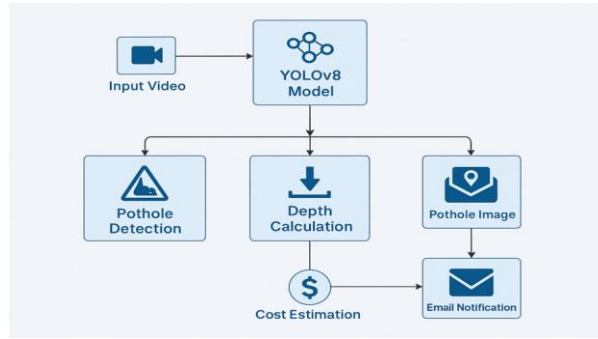 Input Video
YOLOv8
Model
Pothole
Detection
Depth
Calculation
Pothole Image
$
Cost Estimation
Email Notification